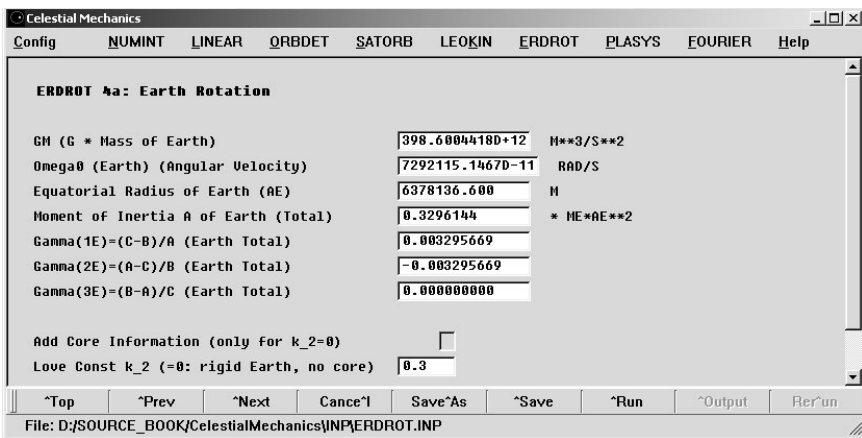 Celestial Mechanics
Config NUMINT LINEAR ORBDET SATORB LEOKIN ERDROT PLASYS FOURIER Help
ERDROT 4a: Earth Rotation
GM (G * Mass of Earth) 398.6004418D+12 M**3/S**2
Omega0 (Earth) (Angular Velocity) 7292115.1467D-11 RAD/S
Equatorial Radius of Earth (AE) 6378136.600 M
Moment of Inertia A of Earth (Total) 0.3296144 * ME*AE**2
Gamma(1E)=(C-B)/A (Earth Total) 0.003295669
Gamma(2E)=(A-C)/B (Earth Total) -0.003295669
Gamma(3E)=(B-A)/C (Earth Total) 0.000000000
Add Core Information (only for k_2=0)
Love Const k_2 (=0: rigid Earth, no core) 0.3
^Top ^Prev ^Next Cance^l Save^As ^Save ^Run ^Output Rer^un
File: D:/SOURCE_BOOK/CelestialMechanics\INP\ERDROT.INP